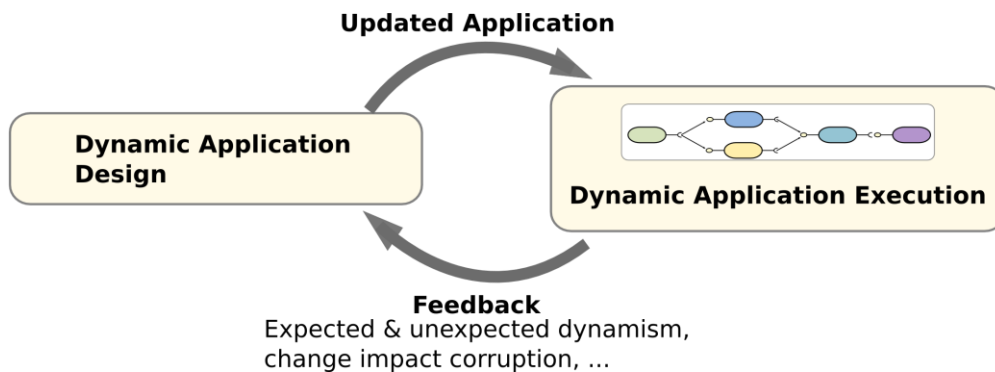 Updated Application
Dynamic Application
Design
Dynamic Application Execution
Feedback
Expected & unexpected dynamism,
change impact corruption, ...